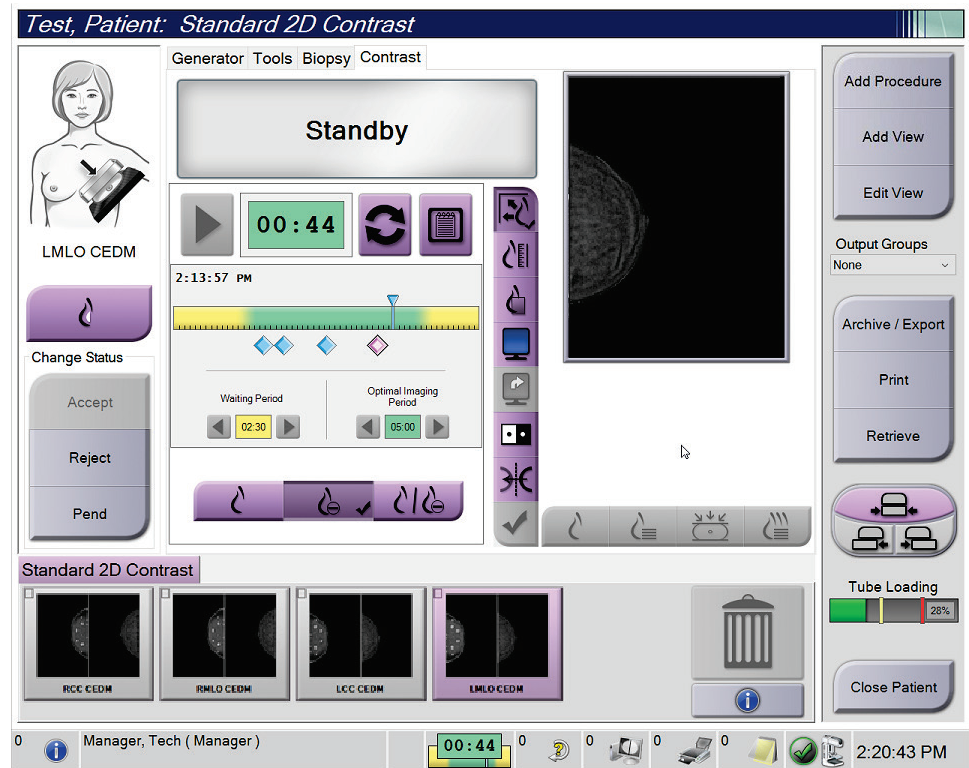 Test, Patient:  Standard 2D Contrast
Generator
Tools
Biopsy
Contrast
Standby
LMLO CEDM
Change Status
Accept
Reject
Pend
00:44
2:13:57 PM
Waiting Period
02:30
Optimal Imaging
Period
05:00
Add Procedure
Add View
Edit View
Output Groups
None
Archive / Export
Print
Retrieve
Tube Loading
28%
Close Patient
Standard 2D Contrast
RCC CEDM
RMLO CEDM
LCC CEDM
LMLO CEDM
0
Manager, Tech ( Manager )
00:44
0
0
0
0
2:20:43 PM